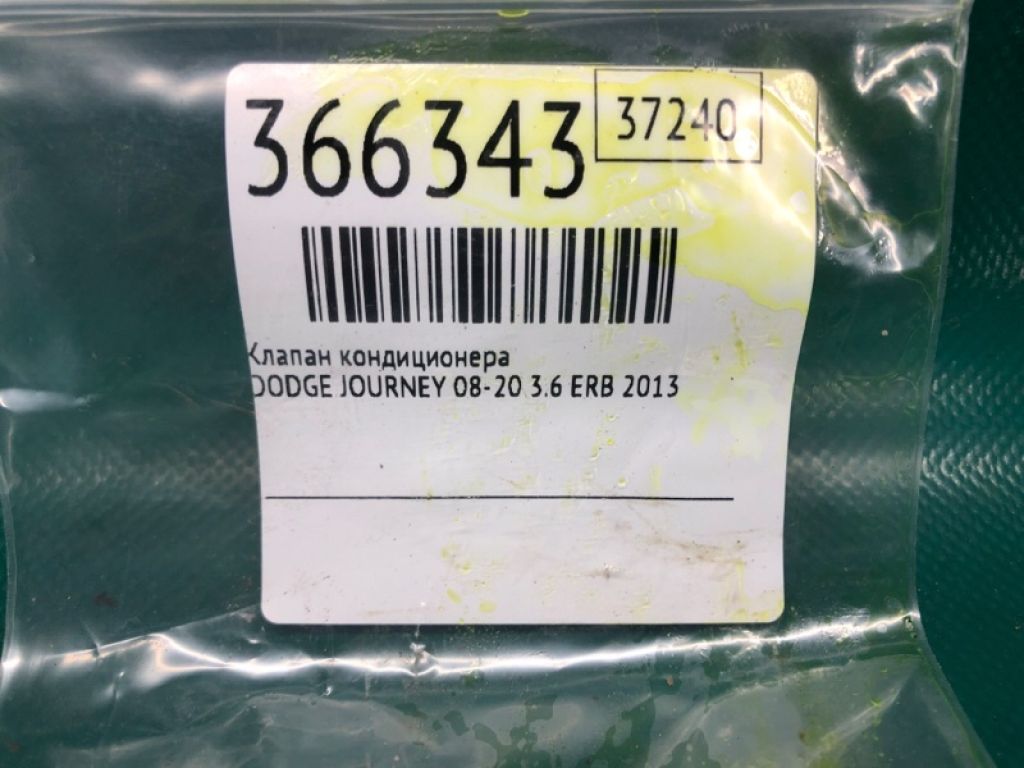 366343
37240
Клапан кондиционера
DODGE JOURNEY 08-20 3.6 ERB 2013